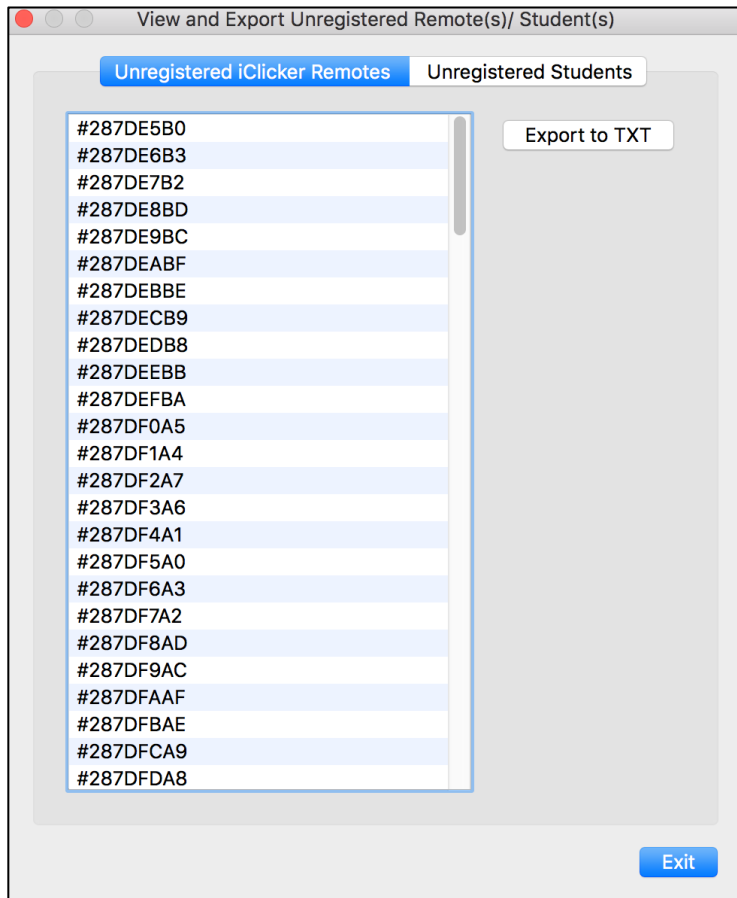 View and Export Unregistered Remote(s)/ Student(s)
Unregistered iClicker Remotes
Unregistered Students
#287DE5B0
Export to TXT
#287DE6B3
#287DE7B2
#287DE8BD
#287DE9BC
#287DEABF
#287DEBBE
#287DECB9
#287DEDB8
#287DEEBB
#287DEFBA
#287DF0A5
#287DF1A4
#287DF2A7
#287DF3A6
#287DF4A1
#287DF5A0
#287DF6A3
#287DF7A2
#287DF8AD
#287DF9AC
#287DFAAF
#287DFBAE
#287DFCA9
#287DFDA8
Exit